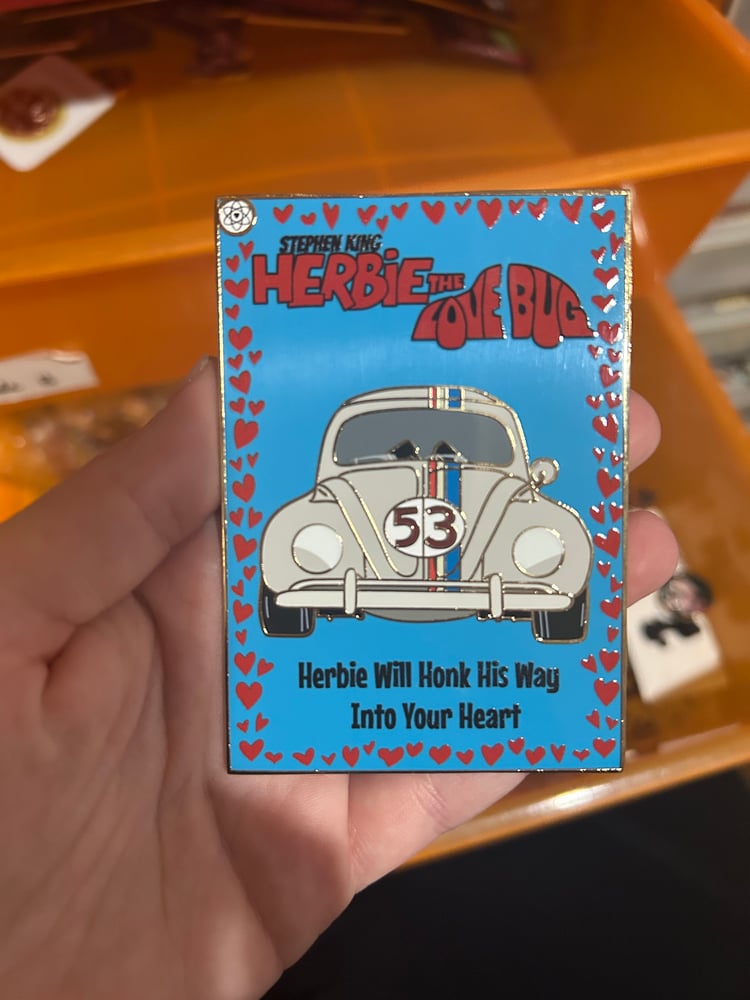 STEPHEN KING
HERBIE THE
LOVE BUG
53
Herbie Will Honk His Way
Into Your Heart